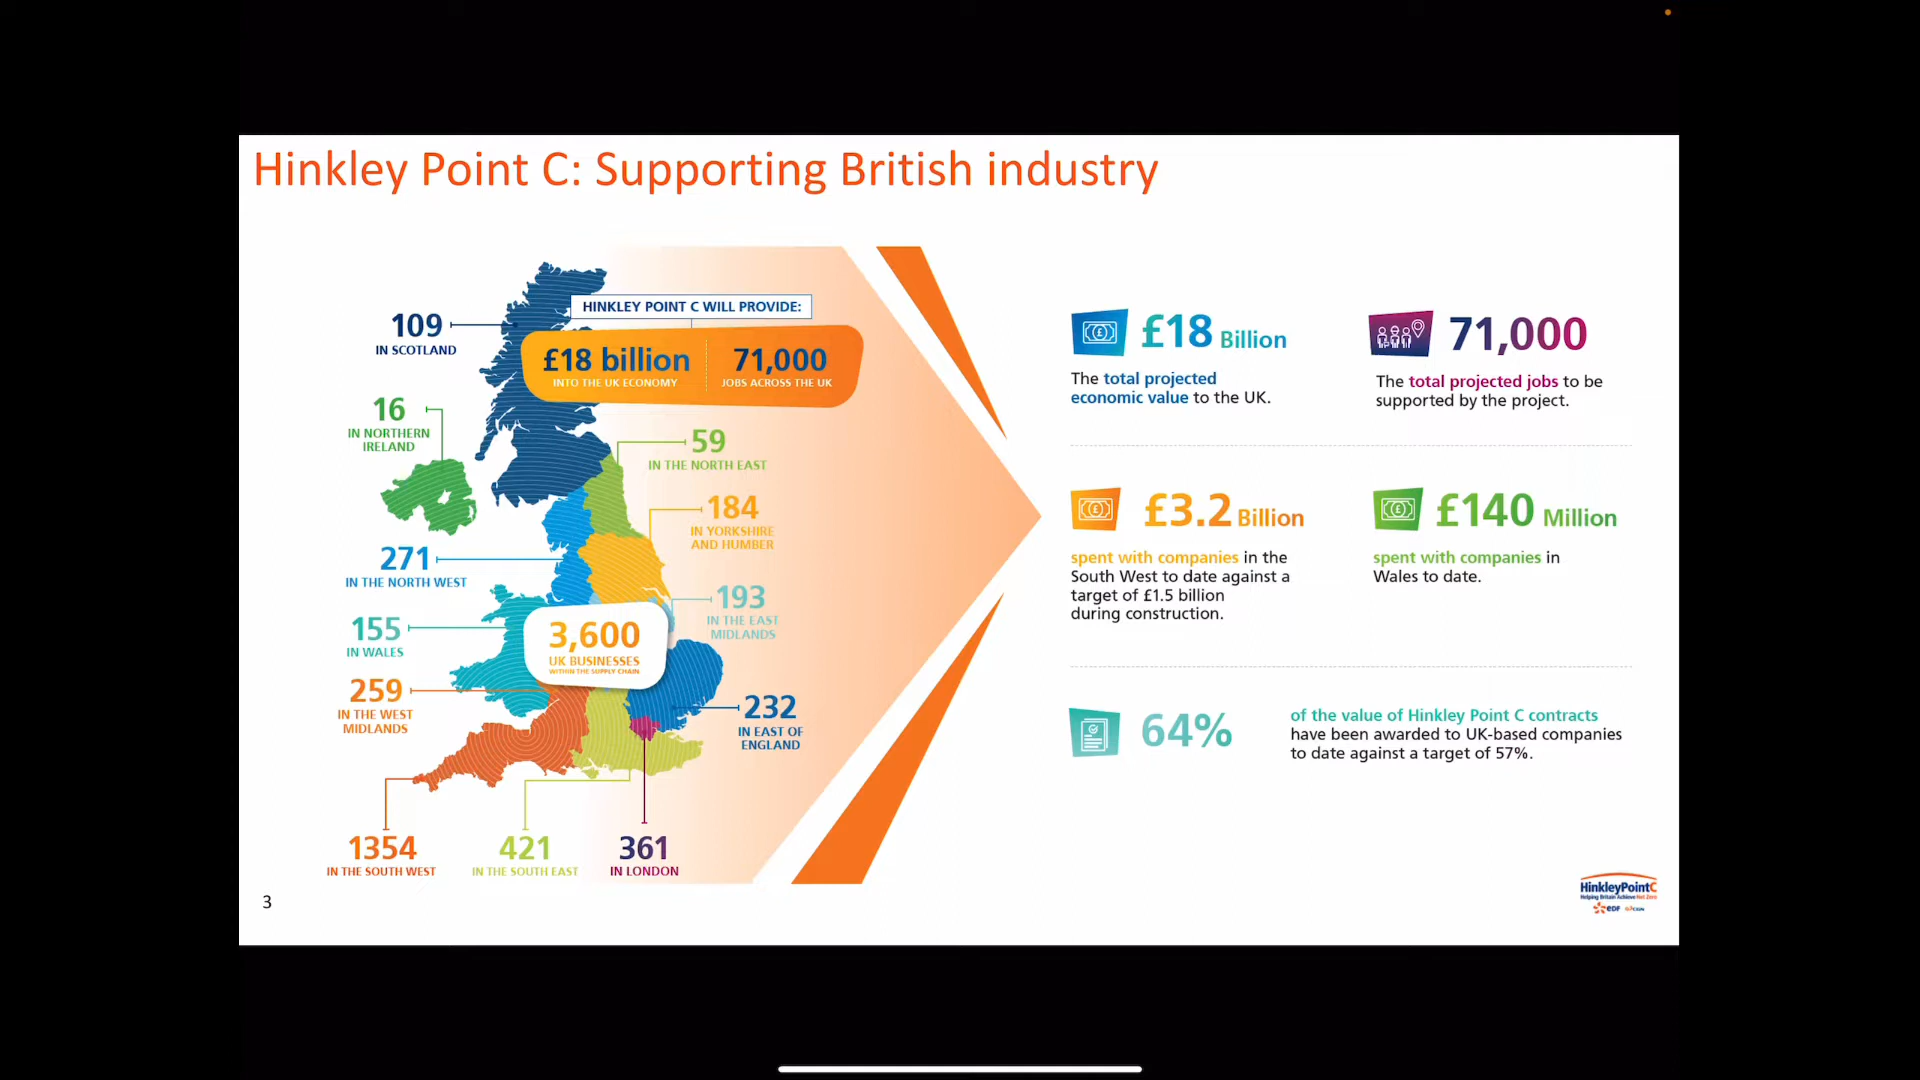 Hinkley Point C: Supporting British industry
HINKLEY POINT C WILL PROVIDE:
£18 billion
INTO THE UK ECONOMY
71,000
JOBS ACROSS THE UK
109
IN SCOTLAND
16
IN NORTHERN
IRELAND
59
IN THE NORTH EAST
184
IN YORKSHIRE
AND HUMBER
271
IN THE NORTH WEST
193
IN THE EAST
MIDLANDS
155
IN WALES
3,600
UK BUSINESSES
WITHIN THE SUPPLY CHAIN
259
IN THE WEST
MIDLANDS
232
IN EAST OF
ENGLAND
1354
IN THE SOUTH WEST
421
IN THE SOUTH EAST
361
IN LONDON
£18 Billion
The total projected
economic value to the UK.
71,000
The total projected jobs to be
supported by the project.
£3.2 Billion
spent with companies in the
South West to date against a
target of £1.5 billion
during construction.
£140 Million
spent with companies in
Wales to date.
64%
of the value of Hinkley Point C contracts
have been awarded to UK-based companies
to date against a target of 57%.
3
HinkleyPointC
Helping Britain Achieve Net Zero
eDF CGN